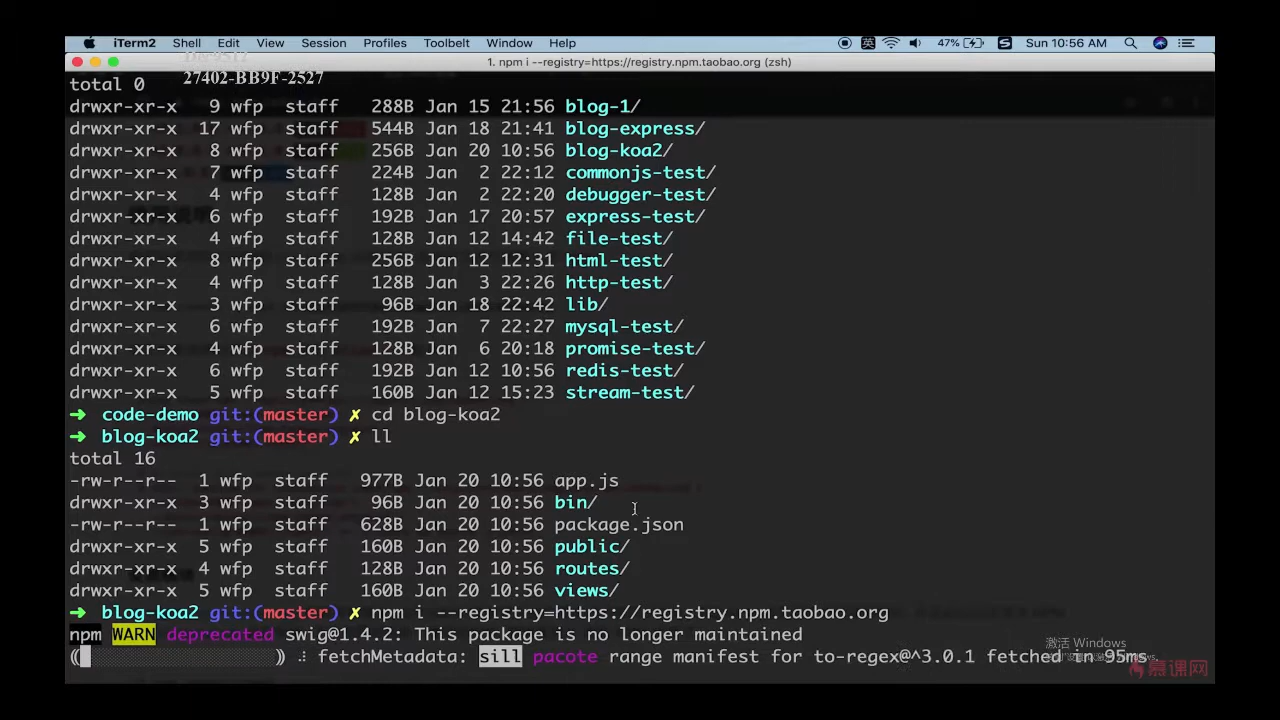 iTerm2 Shell Edit View Session Profiles Toolbelt Window Help 英 47% Sun 10:56 AM
1. npm i --registry=https://registry.npm.taobao.org (zsh)
27402-BB9F-2527
total 0
drwxr-xr-x 9 wfp staff 288B Jan 15 21:56 blog-1/
drwxr-xr-x 17 wfp staff 544B Jan 18 21:41 blog-express/
drwxr-xr-x 8 wfp staff 256B Jan 20 10:56 blog-koa2/
drwxr-xr-x 7 wfp staff 224B Jan 2 22:12 commonjs-test/
drwxr-xr-x 4 wfp staff 128B Jan 2 22:20 debugger-test/
drwxr-xr-x 6 wfp staff 192B Jan 17 20:57 express-test/
drwxr-xr-x 4 wfp staff 128B Jan 12 14:42 file-test/
drwxr-xr-x 8 wfp staff 256B Jan 12 12:31 html-test/
drwxr-xr-x 4 wfp staff 128B Jan 3 22:26 http-test/
drwxr-xr-x 3 wfp staff 96B Jan 18 22:42 lib/
drwxr-xr-x 6 wfp staff 192B Jan 7 22:27 mysql-test/
drwxr-xr-x 4 wfp staff 128B Jan 6 20:18 promise-test/
drwxr-xr-x 6 wfp staff 192B Jan 12 10:56 redis-test/
drwxr-xr-x 5 wfp staff 160B Jan 12 15:23 stream-test/
➜ code-demo git:(master) ✗ cd blog-koa2
➜ blog-koa2 git:(master) ✗ ll
total 16
-rw-r--r-- 1 wfp staff 977B Jan 20 10:56 app.js
drwxr-xr-x 3 wfp staff 96B Jan 20 10:56 bin/
-rw-r--r-- 1 wfp staff 628B Jan 20 10:56 package.json
drwxr-xr-x 5 wfp staff 160B Jan 20 10:56 public/
drwxr-xr-x 4 wfp staff 128B Jan 20 10:56 routes/
drwxr-xr-x 5 wfp staff 160B Jan 20 10:56 views/
➜ blog-koa2 git:(master) ✗ npm i --registry=https://registry.npm.taobao.org
npm WARN deprecated swig@1.4.2: This package is no longer maintained
激活 Windows
fetchMetadata: sill pacote range manifest for to-regex@^3.0.1 fetched in 95ms
慕课网